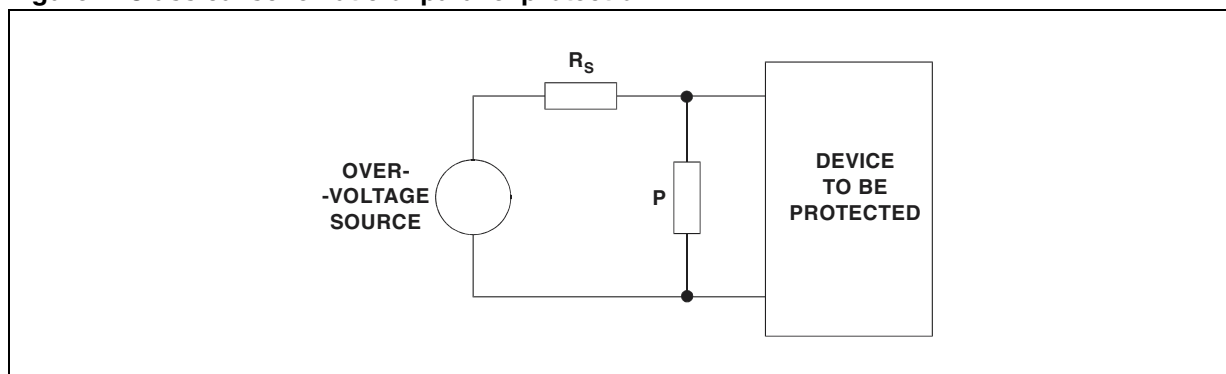 R_S
OVER-
-VOLTAGE
SOURCE
P
DEVICE
TO BE
PROTECTED